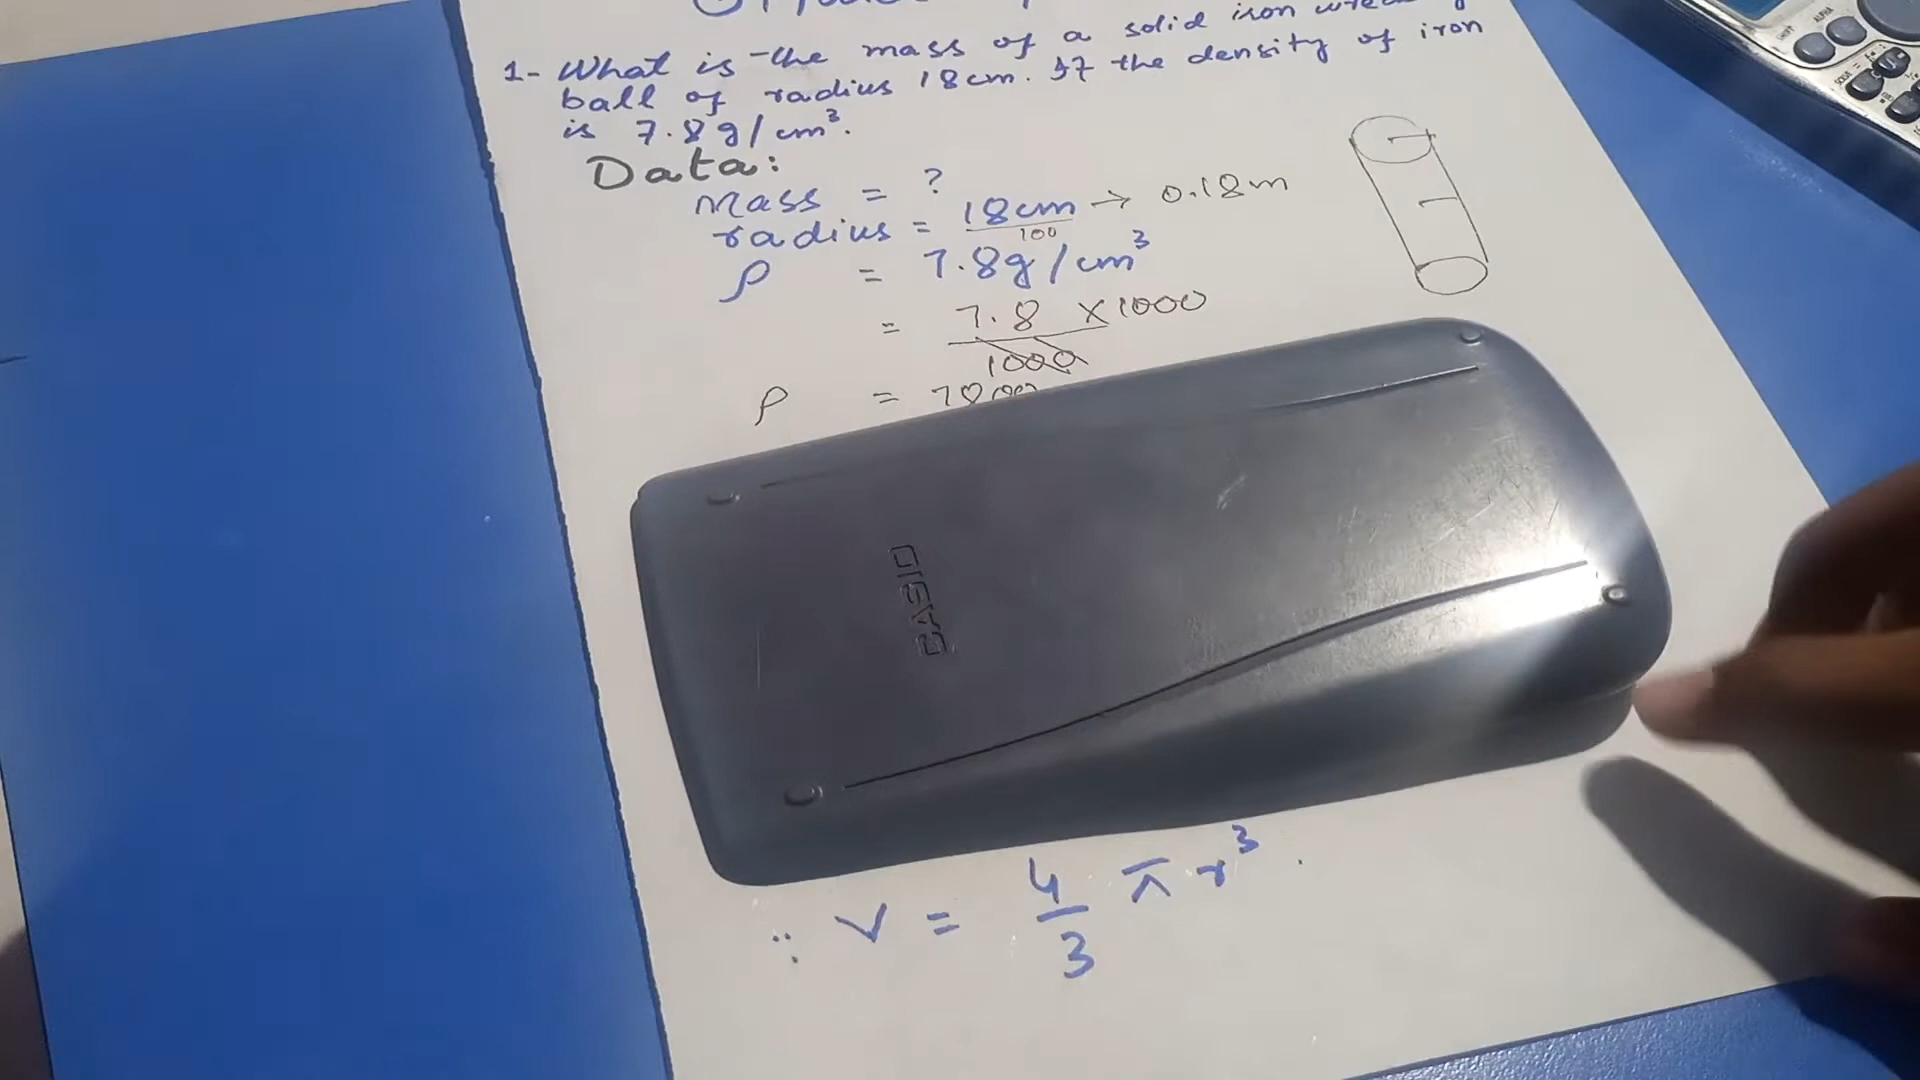 1- What is the mass of a solid iron
ball of radius 18cm. If the density of iron
is 7.8g/cm³.
Data:
Mass = ?
radius = 18cm/100 → 0.18m
ρ = 7.8g/cm³
= 7.8 × 1000
1000
ρ =
CASIO
∴ V = 4/3 π r³
ALPHA